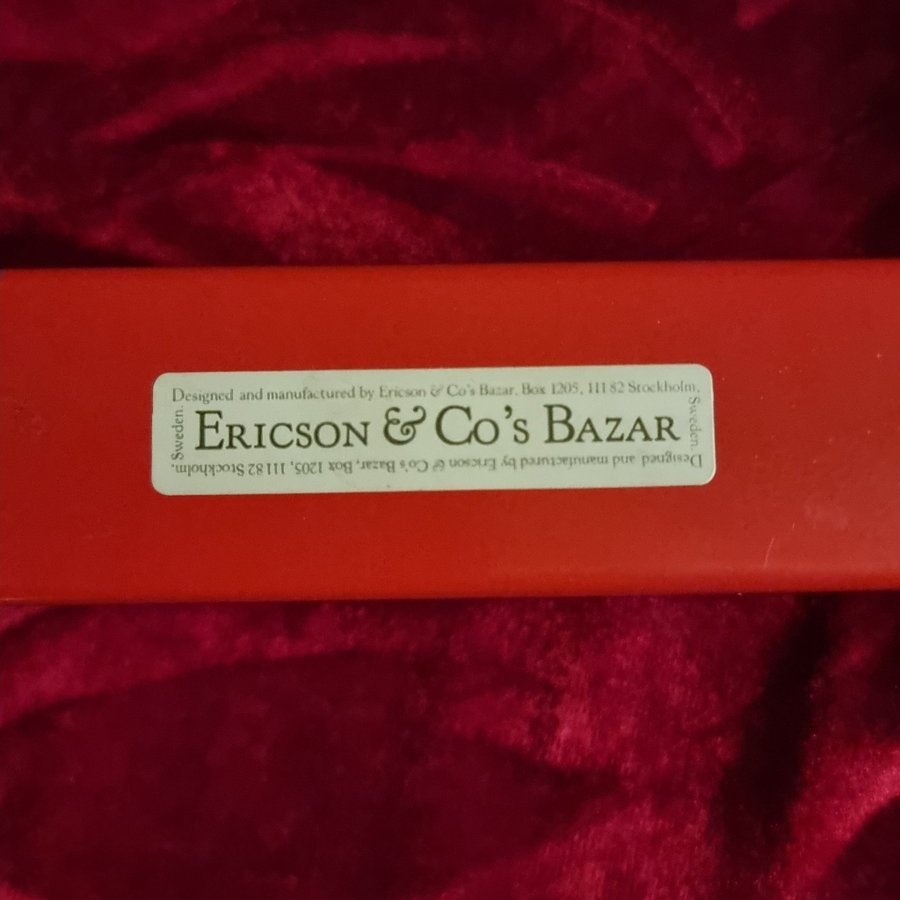 Designed and manufactured by Ericson & Co's Bazar, Box 1205, 111 82 Stockholm,
Sweden.
ERICSON & CO'S BAZAR
Designed and manufactured by Ericson & Co's Bazar, Box 1205, 111 82 Stockholm,
Sweden.